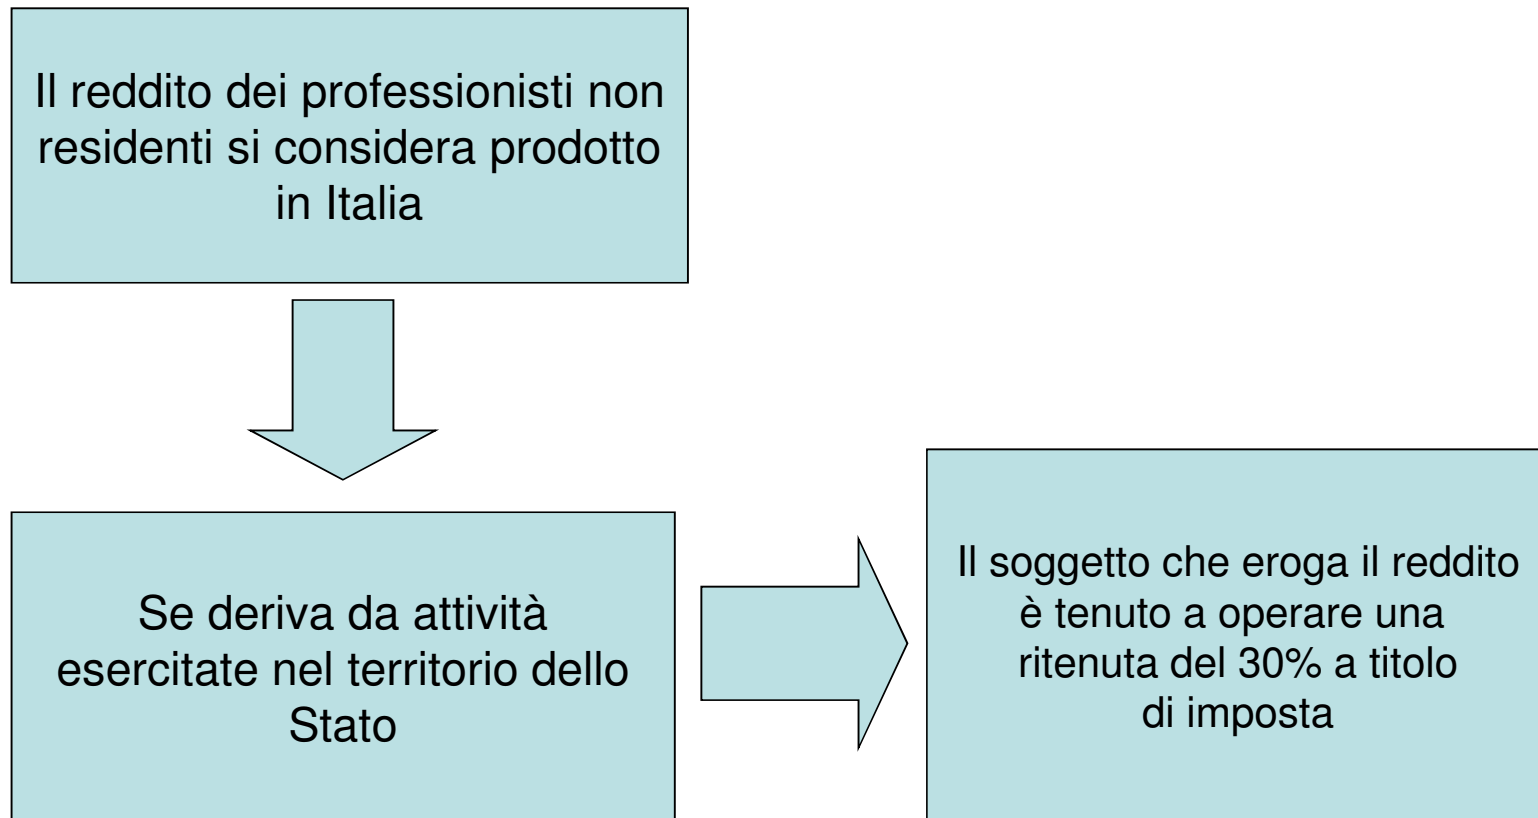 Il reddito dei professionisti non
residenti si considera prodotto
in Italia
Se deriva da attività
esercitate nel territorio dello
Stato
Il soggetto che eroga il reddito
è tenuto a operare una
ritenuta del 30% a titolo
di imposta